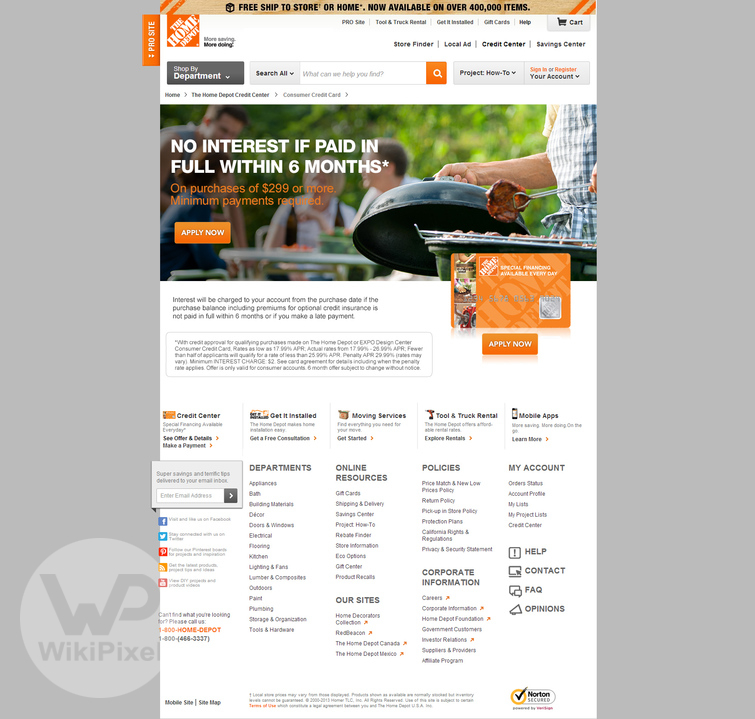 FREE SHIP TO STORE† OR HOME*. NOW AVAILABLE ON OVER 400,000 ITEMS.
PRO SITE
THE HOME DEPOT
More saving.
More doing.
PRO Site | Tool & Truck Rental | Get It Installed | Gift Cards | Help
Cart
Store Finder | Local Ad | Credit Center | Savings Center
Shop By
Department
Search All
What can we help you find?
Project: How-To
Sign In or Register
Your Account
Home > The Home Depot Credit Center > Consumer Credit Card >
NO INTEREST IF PAID IN
FULL WITHIN 6 MONTHS*
On purchases of $299 or more.
Minimum payments required.
APPLY NOW
THE HOME DEPOT
SPECIAL FINANCING
AVAILABLE EVERY DAY
APPLY NOW
Interest will be charged to your account from the purchase date if the
purchase balance including premiums for optional credit insurance is
not paid in full within 6 months or if you make a late payment.
*With credit approval for qualifying purchases made on The Home Depot or EXPO Design Center
Consumer Credit Card. Rates as low as 17.99% APR; Actual rates from 17.99% - 26.99% APR; Fewer
than half of applicants will qualify for a rate of less than 25.99% APR. Penalty APR 29.99% (rates may
vary). Minimum INTEREST CHARGE: $2. See card agreement for details including when the penalty
rate applies. Offer is only valid for consumer accounts. 6 month offer subject to change without notice.
Credit Center
Special Financing Available
Everyday*
See Offer & Details >
Make a Payment >
Get It Installed
The Home Depot makes home
installation easy.
Get a Free Consultation >
Moving Services
Find everything you need for
your move.
Get Started >
Tool & Truck Rental
The Home Depot offers afford-
able rental rates.
Explore Rentals >
Mobile Apps
More saving. More doing.On the
go.
Learn More >
Super savings and terrific tips
delivered to your email inbox.
Enter Email Address
Visit and like us on Facebook
Stay connected with us on
Twitter
Follow our Pinterest boards
for projects and inspiration
Get the latest products,
project tips and ideas
View DIY projects and
product videos
Can't find what you're looking
for? Please call us:
1-800-HOME-DEPOT
1-800-(466-3337)
WikiPixel
DEPARTMENTS
Appliances
Bath
Building Materials
Décor
Doors & Windows
Electrical
Flooring
Kitchen
Lighting & Fans
Lumber & Composites
Outdoors
Paint
Plumbing
Storage & Organization
Tools & Hardware
ONLINE
RESOURCES
Gift Cards
Shipping & Delivery
Savings Center
Project: How-To
Rebate Finder
Store Information
Eco Options
Gift Center
Product Recalls
OUR SITES
Home Decorators
Collection
RedBeacon
The Home Depot Canada
The Home Depot Mexico
POLICIES
Price Match & New Low
Prices Policy
Return Policy
Pick-up in Store Policy
Protection Plans
California Rights &
Regulations
Privacy & Security Statement
CORPORATE
INFORMATION
Careers
Corporate Information
Home Depot Foundation
Government Customers
Investor Relations
Suppliers & Providers
Affiliate Program
MY ACCOUNT
Orders Status
Account Profile
My Lists
My Project Lists
Credit Center
HELP
CONTACT
FAQ
OPINIONS
Mobile Site | Site Map
† Local store prices may vary from those displayed. Products shown as available are normally stocked but inventory
levels cannot be guaranteed. © 2000-2013 Homer TLC, Inc. All Rights Reserved. Use of this site is subject to certain
Terms of Use which constitute a legal agreement between you and The Home Depot U.S.A. Inc.
Norton
SECURED
powered by VeriSign